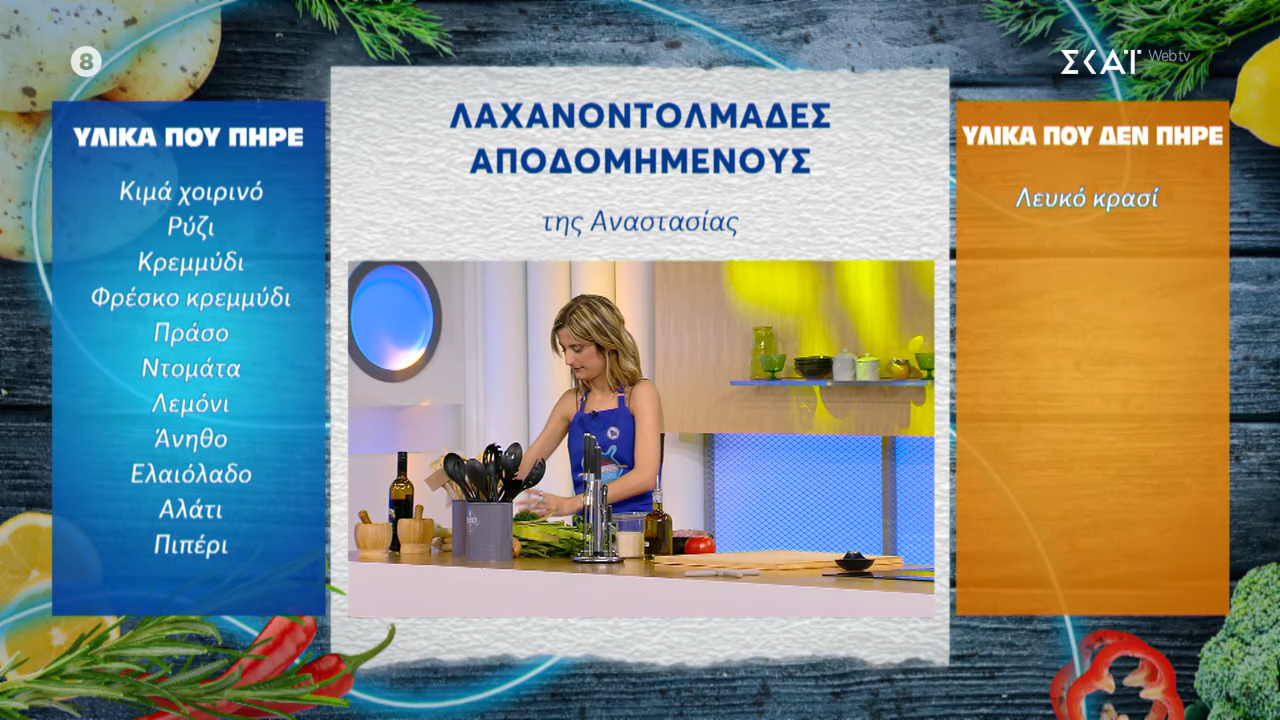 8
ΣΚΑΪ Webtv
ΛΑΧΑΝΟΝΤΟΛΜΑΔΕΣ
ΑΠΟΔΟΜΗΜΕΝΟΥΣ
της Αναστασίας
ΥΛΙΚΑ ΠΟΥ ΠΗΡΕ
Κιμά χοιρινό
Ρύζι
Κρεμμύδι
Φρέσκο κρεμμύδι
Πράσο
Ντομάτα
Λεμόνι
Άνηθο
Ελαιόλαδο
Αλάτι
Πιπέρι
ΥΛΙΚΑ ΠΟΥ ΔΕΝ ΠΗΡΕ
Λευκό κρασί